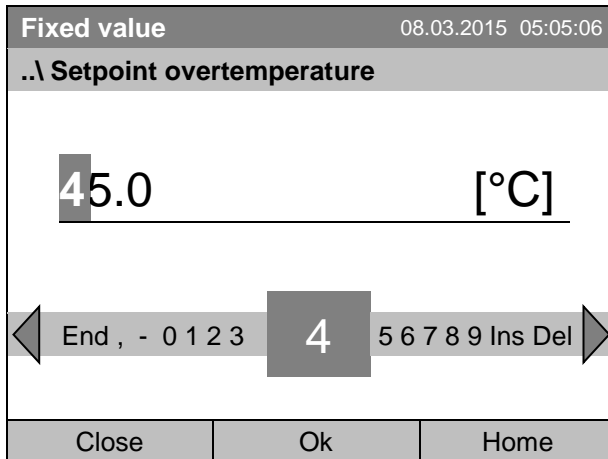 Fixed value 08.03.2015 05:05:06
..\ Setpoint overtemperature
45.0 [°C]
End , - 0 1 2 3 4 5 6 7 8 9 Ins Del
Close Ok Home